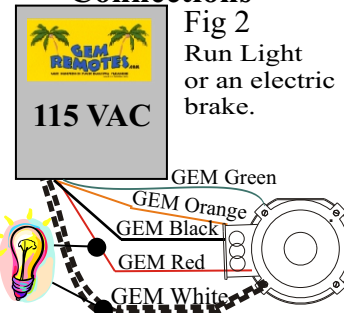 Connections
Fig 2
Run Light
or an electric
brake.
GEM
REMOTES.com
115 VAC
GEM Green
GEM Orange
GEM Black
GEM Red
GEM White